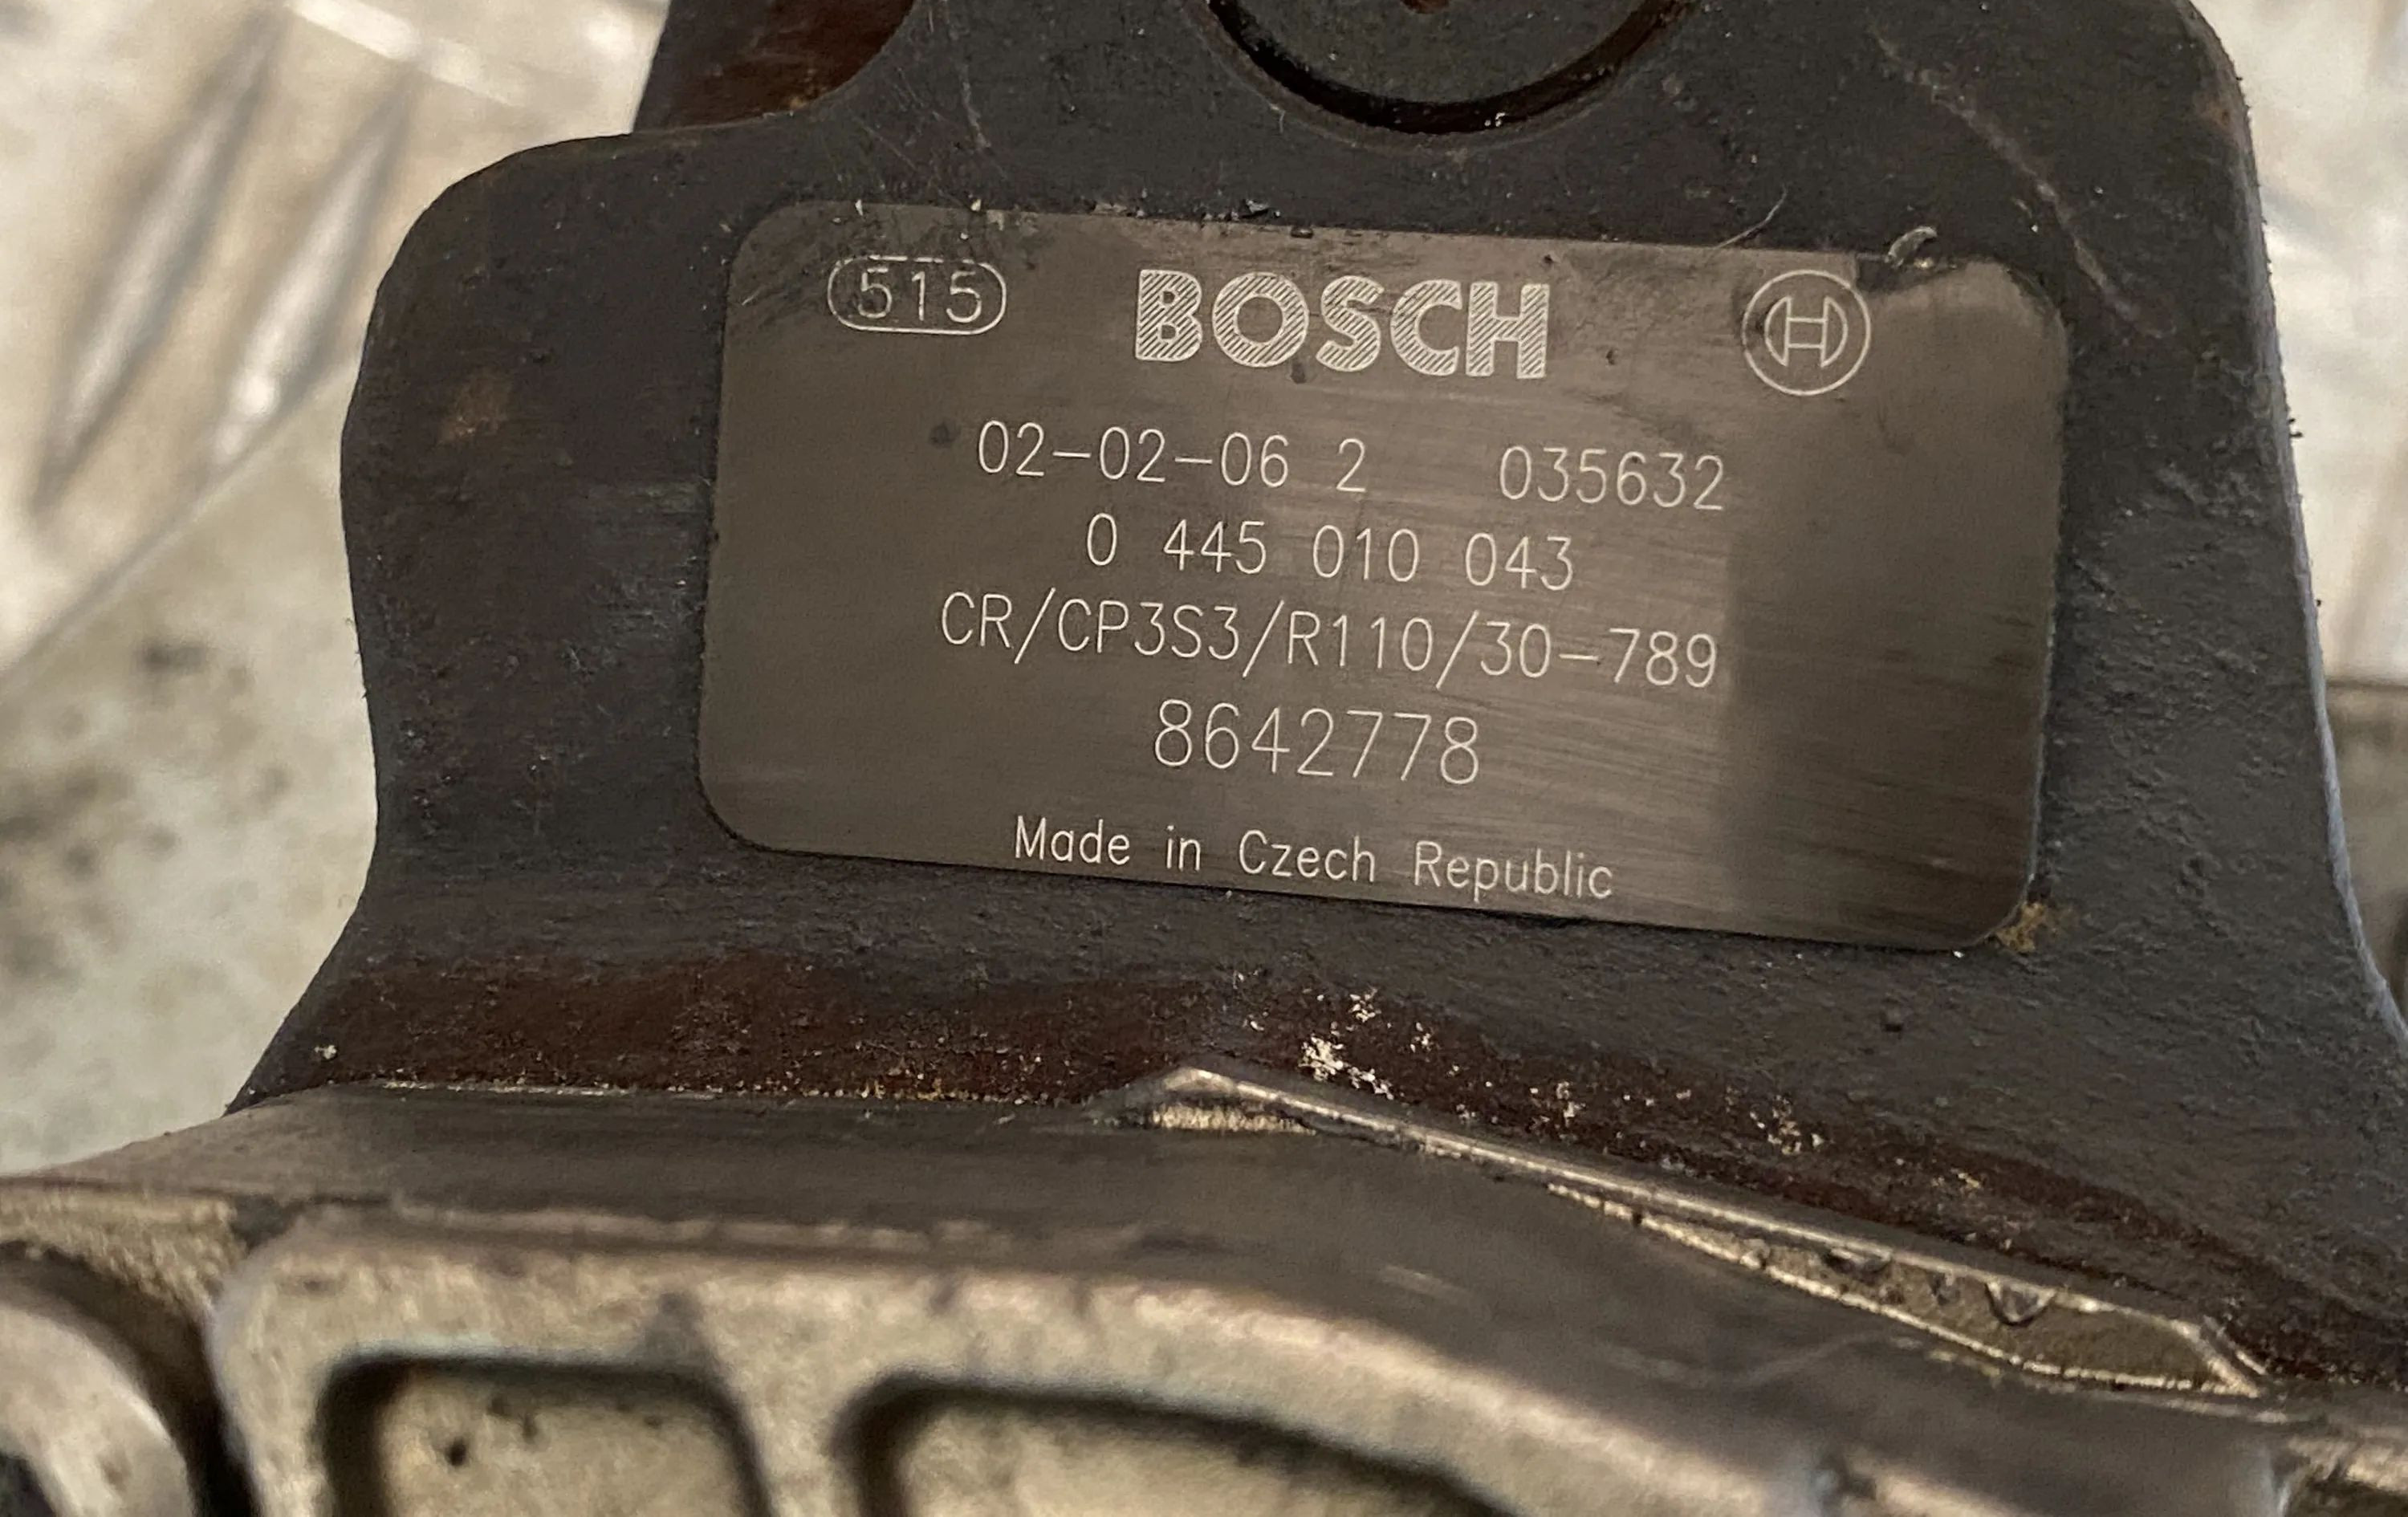 515 BOSCH
02-02-06 2 035632
0 445 010 043
CR/CP3S3/R110/30-789
8642778
Made in Czech Republic